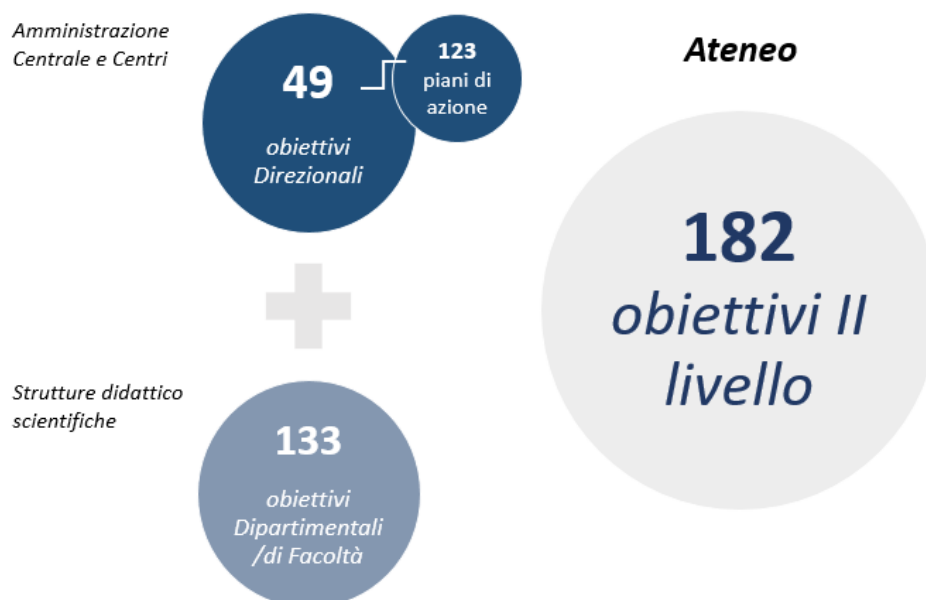 Amministrazione
Centrale e Centri
49
obiettivi
Direzionali
123
piani di
azione
Strutture didattico
scientifiche
133
obiettivi
Dipartimentali
/di Facoltà
Ateneo
182
obiettivi II
livello